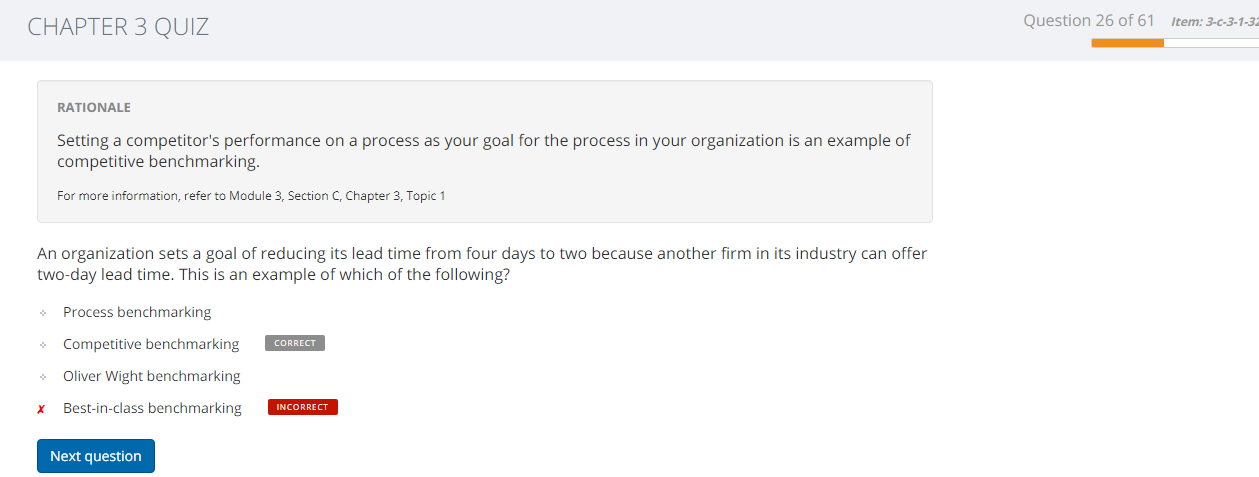 CHAPTER 3 QUIZ
Question 26 of 61 Item: 3-c-3-1-32
RATIONALE
Setting a competitor's performance on a process as your goal for the process in your organization is an example of
competitive benchmarking.
For more information, refer to Module 3, Section C, Chapter 3, Topic 1
An organization sets a goal of reducing its lead time from four days to two because another firm in its industry can offer
two-day lead time. This is an example of which of the following?
Process benchmarking
Competitive benchmarking CORRECT
Oliver Wight benchmarking
✗ Best-in-class benchmarking INCORRECT
Next question